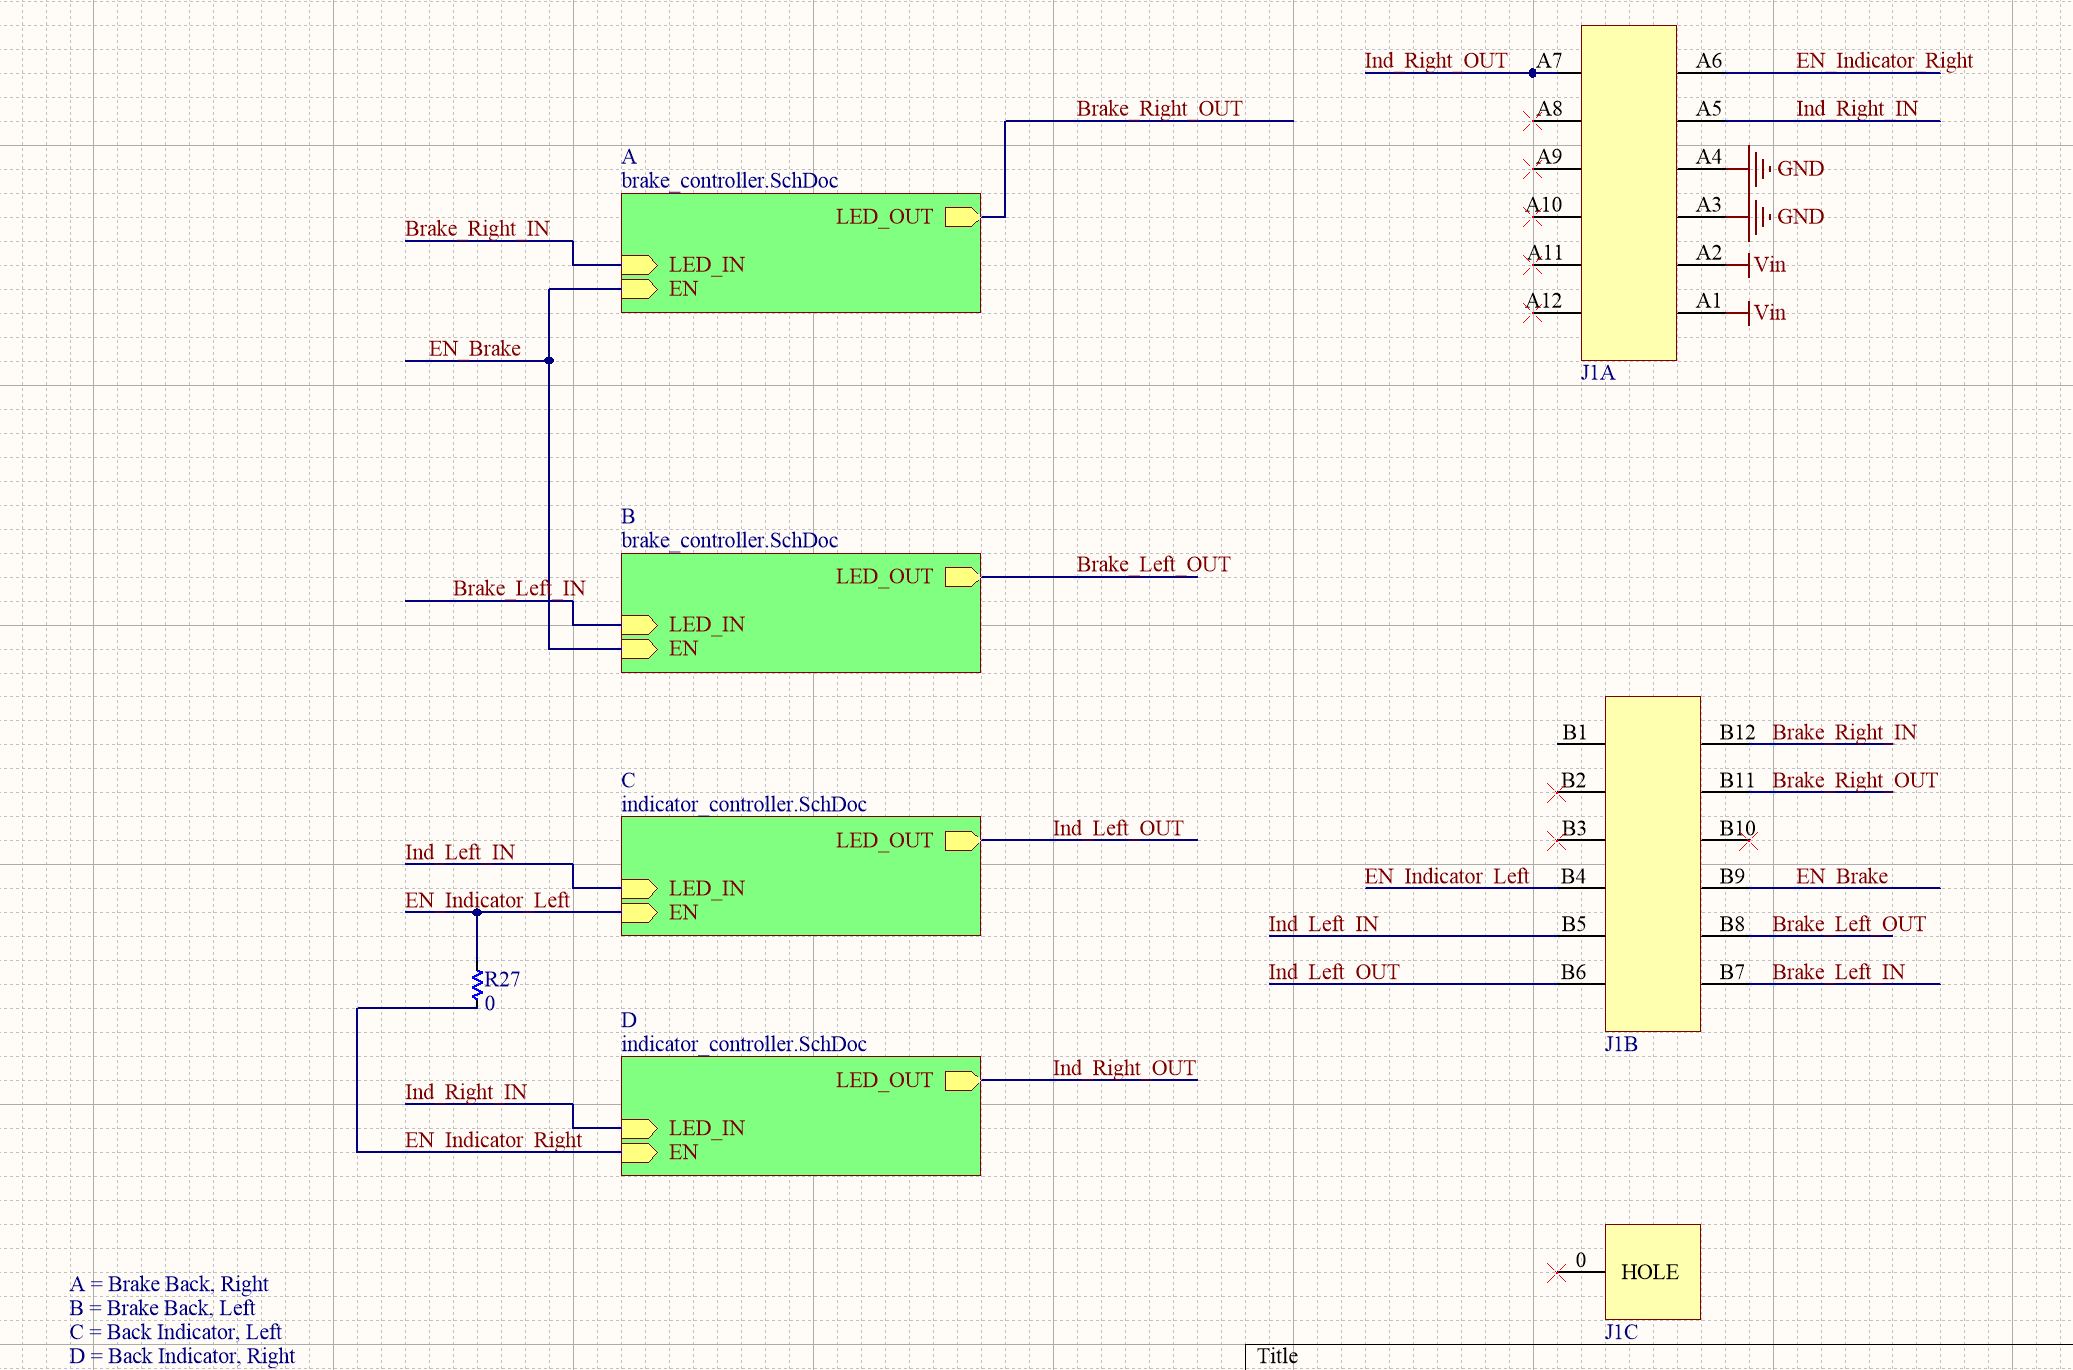 A
brake_controller.SchDoc
LED_OUT
LED_IN
EN
Brake_Right_IN
EN_Brake
Brake_Right_OUT
B
brake_controller.SchDoc
LED_OUT
LED_IN
EN
Brake_Left_IN
Brake_Left_OUT
C
indicator_controller.SchDoc
LED_OUT
LED_IN
EN
Ind_Left_IN
EN_Indicator_Left
Ind_Left_OUT
R27
0
D
indicator_controller.SchDoc
LED_OUT
LED_IN
EN
Ind_Right_IN
EN_Indicator_Right
Ind_Right_OUT
A = Brake Back, Right
B = Brake Back, Left
C = Back Indicator, Left
D = Back Indicator, Right
Ind_Right_OUT A7 A6 EN_Indicator_Right
A8 A5 Ind_Right_IN
A9 A4 GND
A10 A3 GND
A11 A2 Vin
A12 A1 Vin
J1A
B1 B12 Brake_Right_IN
B2 B11 Brake_Right_OUT
B3 B10
EN_Indicator_Left B4 B9 EN_Brake
Ind_Left_IN B5 B8 Brake_Left_OUT
Ind_Left_OUT B6 B7 Brake_Left_IN
J1B
0 HOLE
J1C
Title